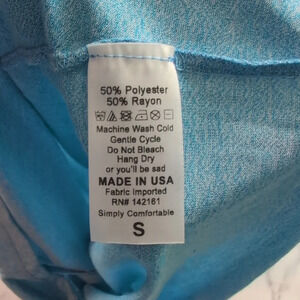 50% Polyester
50% Rayon
Machine Wash Cold
Gentle Cycle
Do Not Bleach
Hang Dry
or you'll be sad
MADE IN USA
Fabric Imported
RN# 142161
Simply Comfortable
S